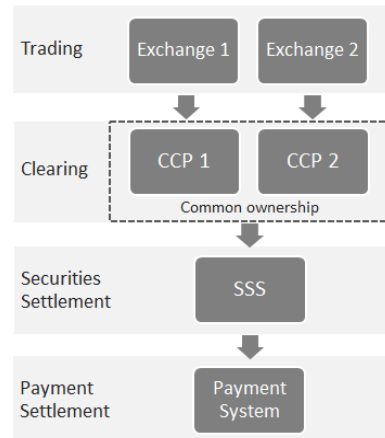 Trading
Exchange 1
Exchange 2
Clearing
CCP 1
CCP 2
Common ownership
Securities
Settlement
SSS
Payment
Settlement
Payment
System